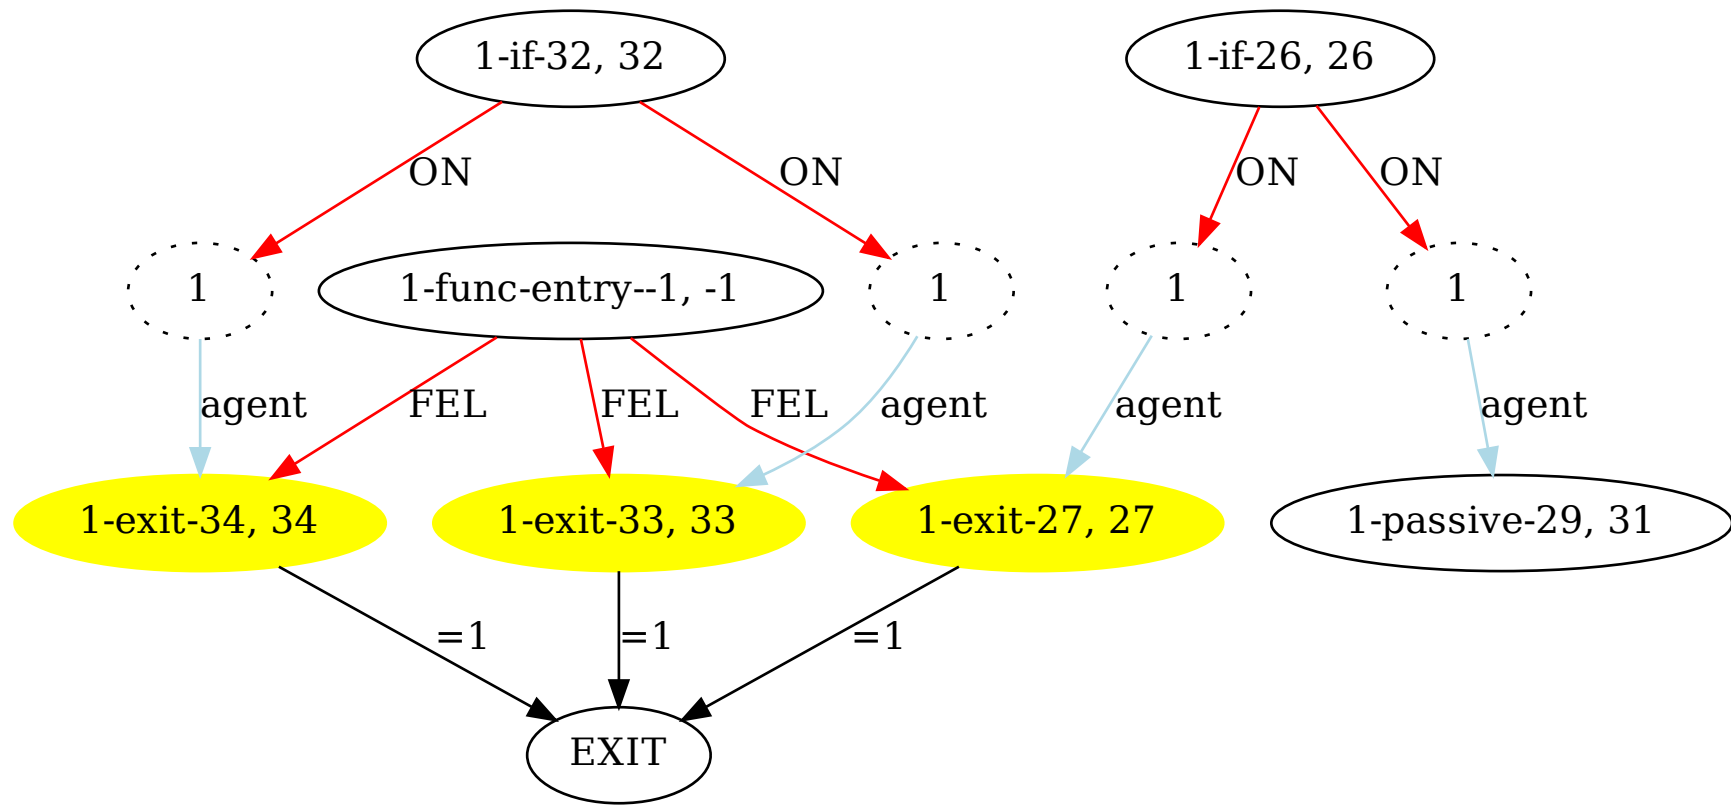 1-if-32, 32
1-if-26, 26
ON
ON
ON
ON
1
1-func-entry--1, -1
1
1
1
agent
FEL
FEL
FEL
agent
agent
agent
1-exit-34, 34
1-exit-33, 33
1-exit-27, 27
1-passive-29, 31
=1
=1
=1
EXIT